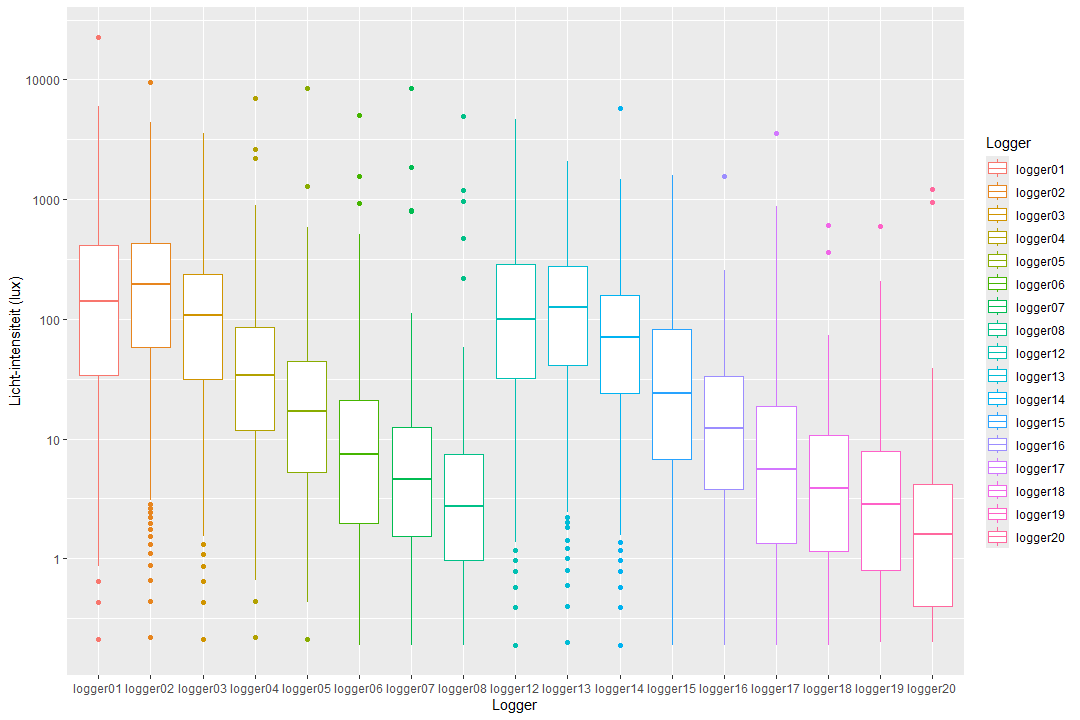 Licht-intensiteit (lux)
10000
1000
100
10
1
logger01 logger02 logger03 logger04 logger05 logger06 logger07 logger08 logger12 logger13 logger14 logger15 logger16 logger17 logger18 logger19 logger20
Logger
Logger
logger01
logger02
logger03
logger04
logger05
logger06
logger07
logger08
logger12
logger13
logger14
logger15
logger16
logger17
logger18
logger19
logger20